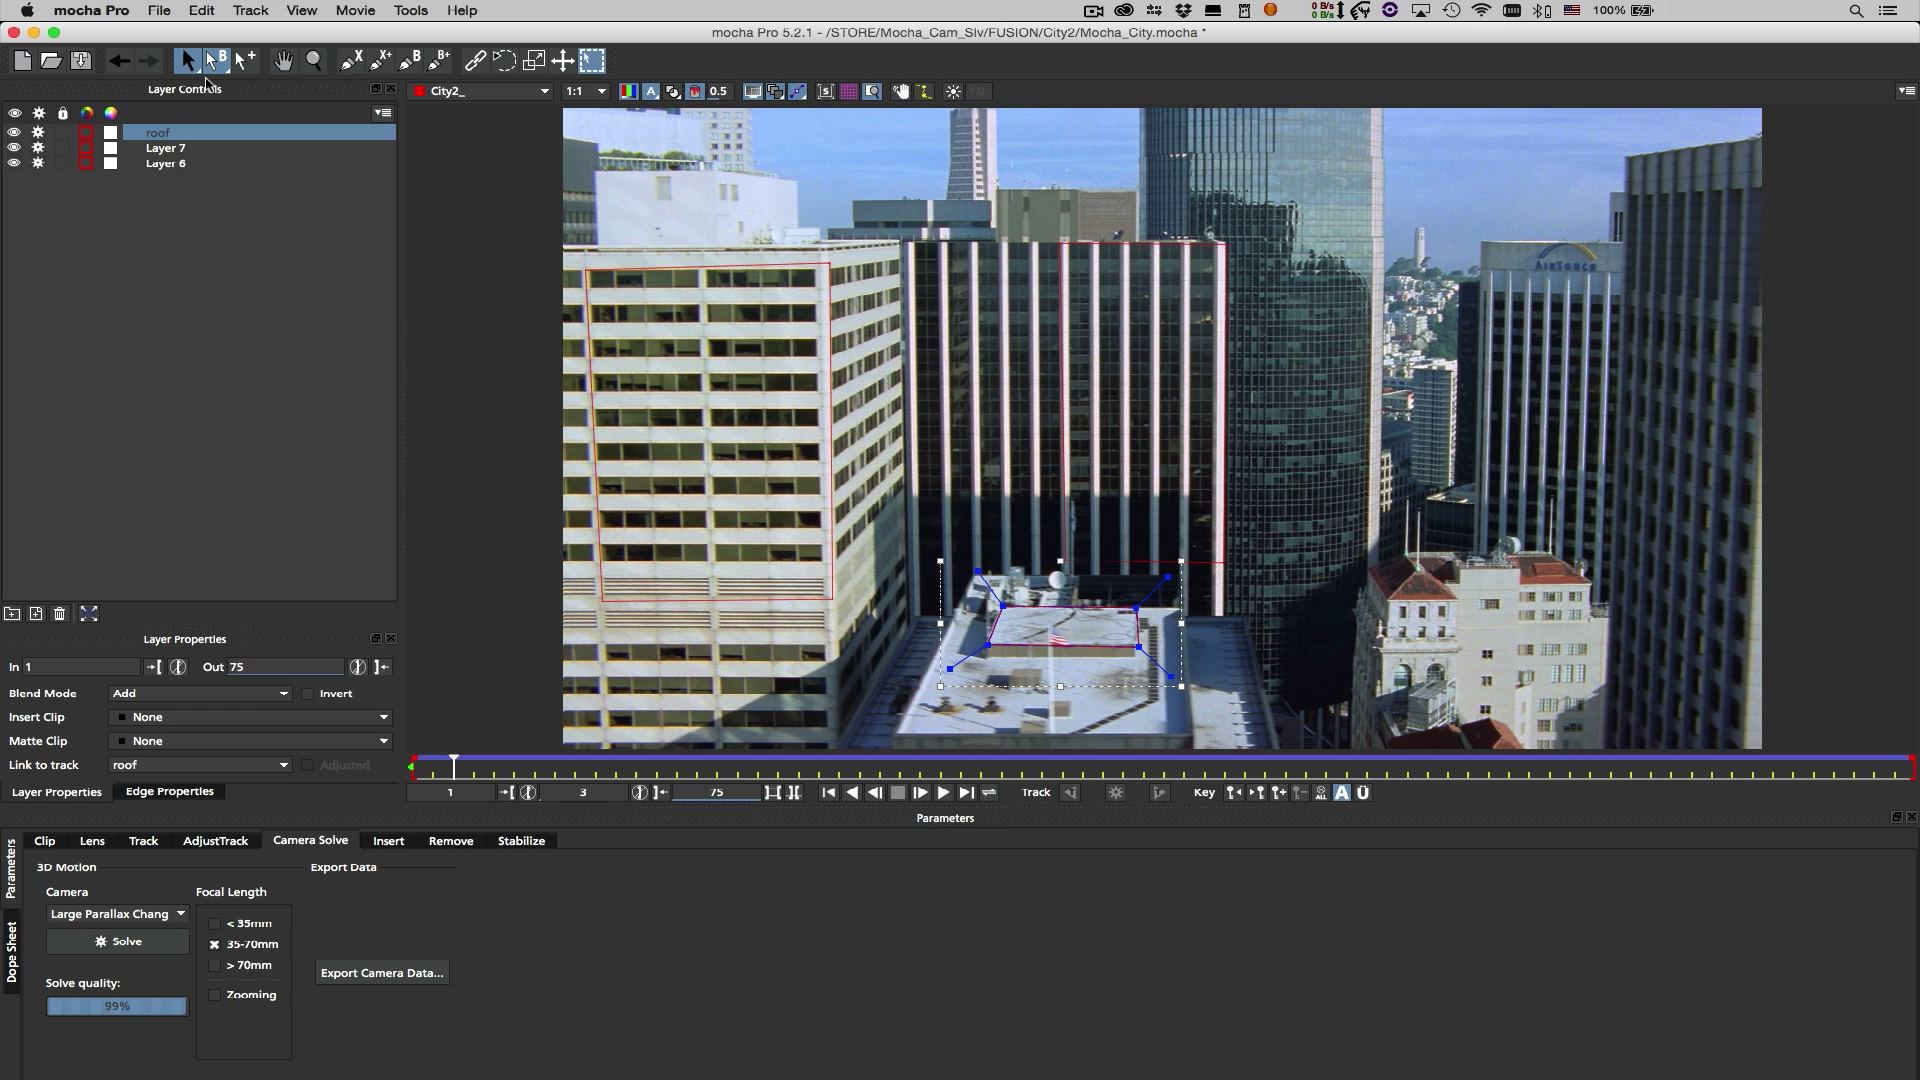 mocha Pro File Edit Track View Movie Tools Help
0 B/s
0 B/s
100%
mocha Pro 5.2.1 - /STORE/Mocha_Cam_Slv/FUSION/City2/Mocha_City.mocha *
Layer Controls
City2_
1:1
A
0.5
1.0
roof
Layer 7
Layer 6
AIRTOUCH
Layer Properties
In 1
Out 75
Blend Mode Add Invert
Insert Clip None
Matte Clip None
Link to track roof Adjusted
Layer Properties Edge Properties
1
3
75
Track
Key
ALL
A
Ü
Parameters
Parameters
Dope Sheet
Clip Lens Track AdjustTrack Camera Solve Insert Remove Stabilize
3D Motion
Export Data
Camera
Focal Length
Large Parallax Chang
< 35mm
Solve
35-70mm
> 70mm
Export Camera Data...
Solve quality:
Zooming
99%